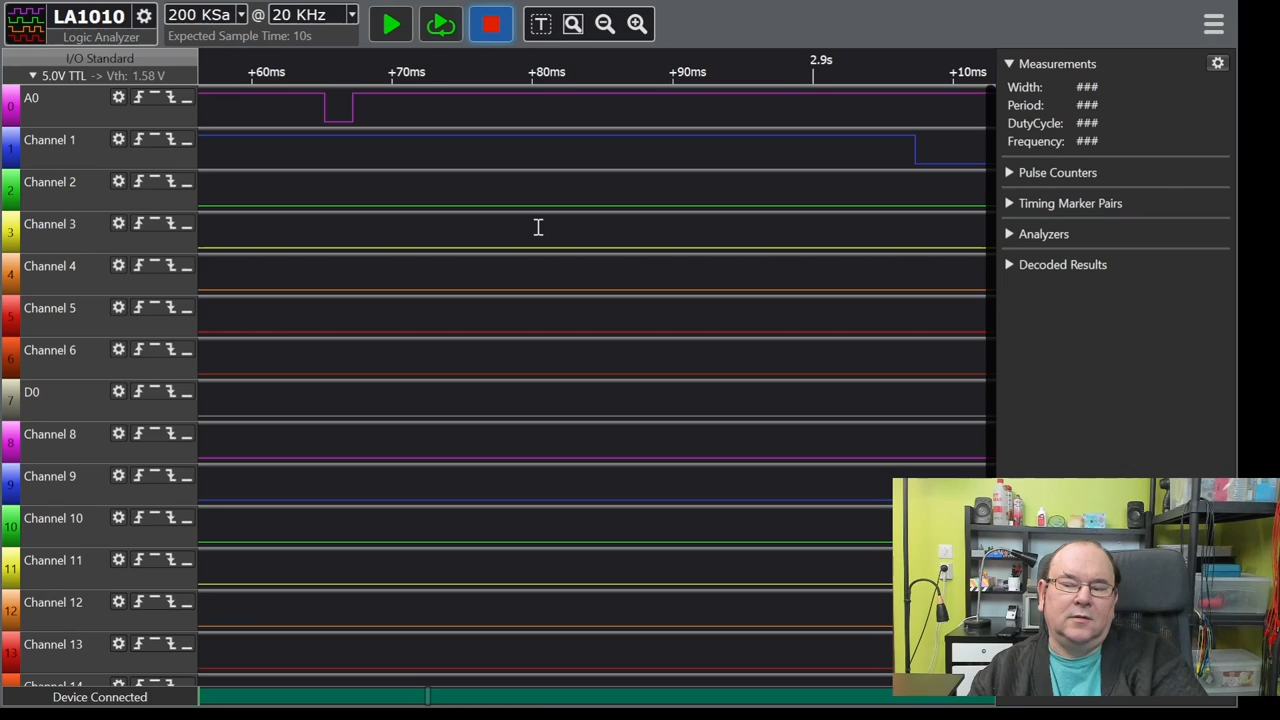 LA1010
Logic Analyzer
200 KSa @ 20 KHz
Expected Sample Time: 10s
I/O Standard
5.0V TTL -> Vth: 1.58 V
+60ms +70ms +80ms +90ms 2.9s +10ms
0 A0
1 Channel 1
2 Channel 2
3 Channel 3
4 Channel 4
5 Channel 5
6 Channel 6
7 D0
8 Channel 8
9 Channel 9
10 Channel 10
11 Channel 11
12 Channel 12
13 Channel 13
Channel 14
Device Connected
Measurements
Width: ###
Period: ###
DutyCycle: ###
Frequency: ###
Pulse Counters
Timing Marker Pairs
Analyzers
Decoded Results